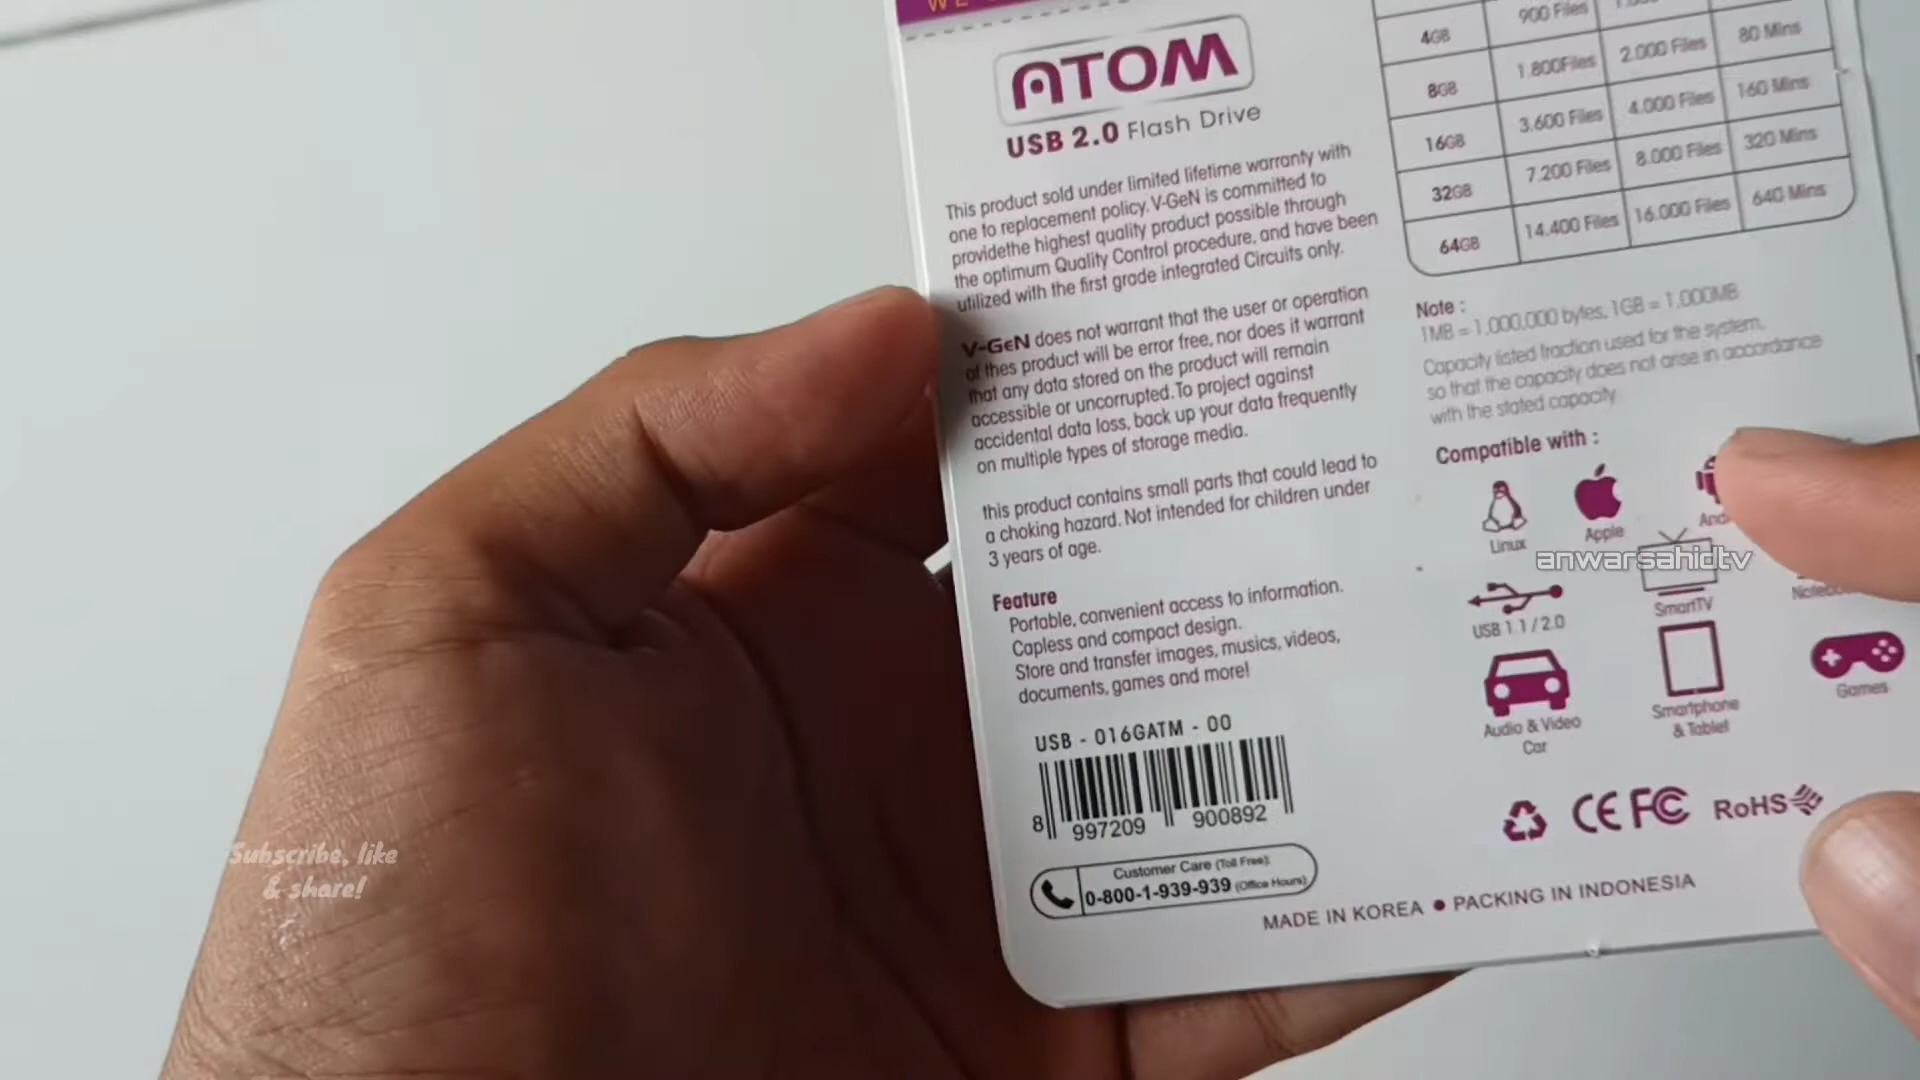 ATOM
USB 2.0 Flash Drive
This product sold under limited lifetime warranty with
one to replacement policy. V-GeN is committed to
providethe highest quality product possible through
the optimum Quality Control procedure, and have been
utilized with the first grade integrated Circuits only.
V-GeN does not warrant that the user or operation
of thes product will be error free, nor does it warrant
that any data stored on the product will remain
accessible or uncorrupted. To project against
accidental data loss, back up your data frequently
on multiple types of storage media.
this product contains small parts that could lead to
a choking hazard. Not intended for children under
3 years of age.
Feature
Portable, convenient access to information.
Capless and compact design.
Store and transfer images, musics, videos,
documents, games and more!
USB - 016GATM - 00
8 997209 900892
Customer Care (Toll Free):
0-800-1-939-939 (Office Hours)
4GB 900 Files
8GB 1.800Files 2.000 Files 80 Mins
16GB 3.600 Files 4.000 Files 160 Mins
32GB 7.200 Files 8.000 Files 320 Mins
64GB 14.400 Files 16.000 Files 640 Mins
Note :
1MB = 1,000,000 bytes, 1GB = 1,000MB
Capacity listed fraction used for the system,
so that the capacity does not arise in accordance
with the stated capacity.
Compatible with :
Linux
Apple
anwarsahidtv
USB 1.1 / 2.0
SmartTV
Audio & Video
Car
Smartphone
& Tablet
Games
CE FC RoHS
MADE IN KOREA ● PACKING IN INDONESIA
Subscribe, like
& share!